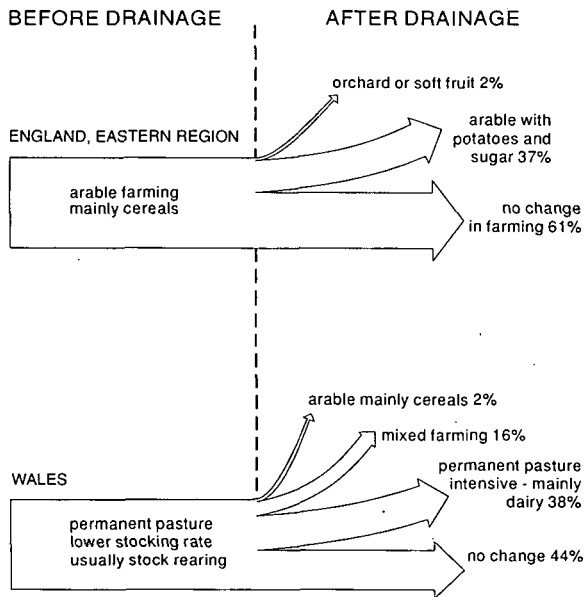 BEFORE DRAINAGE
AFTER DRAINAGE
orchard or soft fruit 2%
ENGLAND, EASTERN REGION
arable with
potatoes and
sugar 37%
arable farming
mainly cereals
no change
in farming 61%
arable mainly cereals 2%
mixed farming 16%
WALES
permanent pasture
intensive - mainly
dairy 38%
permanent pasture
lower stocking rate
usually stock rearing
no change 44%